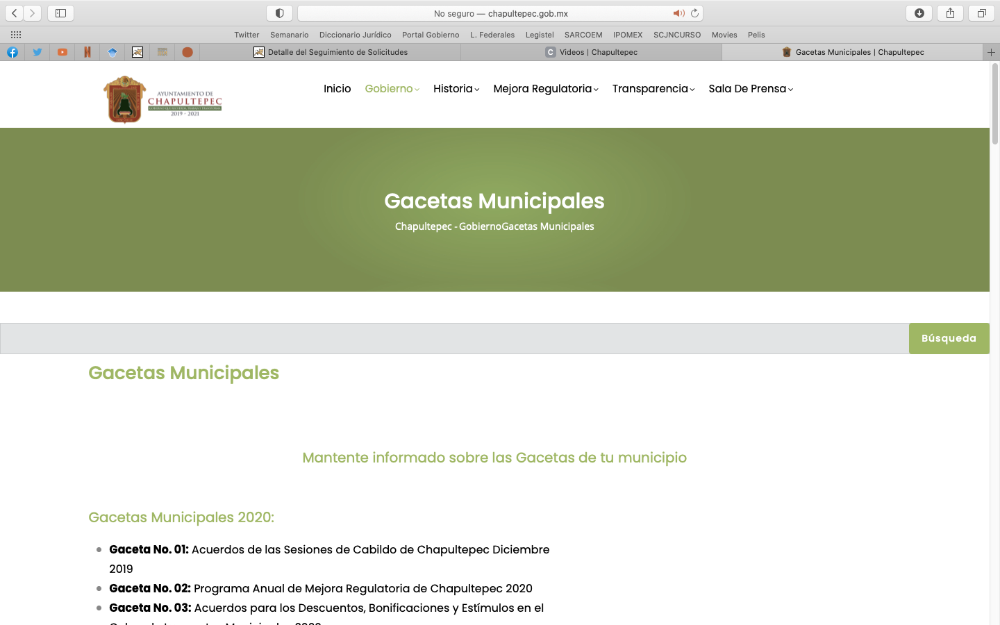 No seguro — chapultepec.gob.mx
Twitter Semanario Diccionario Jurídico Portal Gobierno L. Federales Legistel SARCOEM IPOMEX SCJNCURSO Movies Pelis
Detalle del Seguimiento de Solicitudes
C Videos | Chapultepec
Gacetas Municipales | Chapultepec
AYUNTAMIENTO DE
CHAPULTEPEC
2019 - 2021
Inicio Gobierno Historia Mejora Regulatoria Transparencia Sala De Prensa
Gacetas Municipales
Chapultepec - GobiernoGacetas Municipales
Búsqueda
Gacetas Municipales
Mantente informado sobre las Gacetas de tu municipio
Gacetas Municipales 2020:
Gaceta No. 01: Acuerdos de las Sesiones de Cabildo de Chapultepec Diciembre
2019
Gaceta No. 02: Programa Anual de Mejora Regulatoria de Chapultepec 2020
Gaceta No. 03: Acuerdos para los Descuentos, Bonificaciones y Estímulos en el